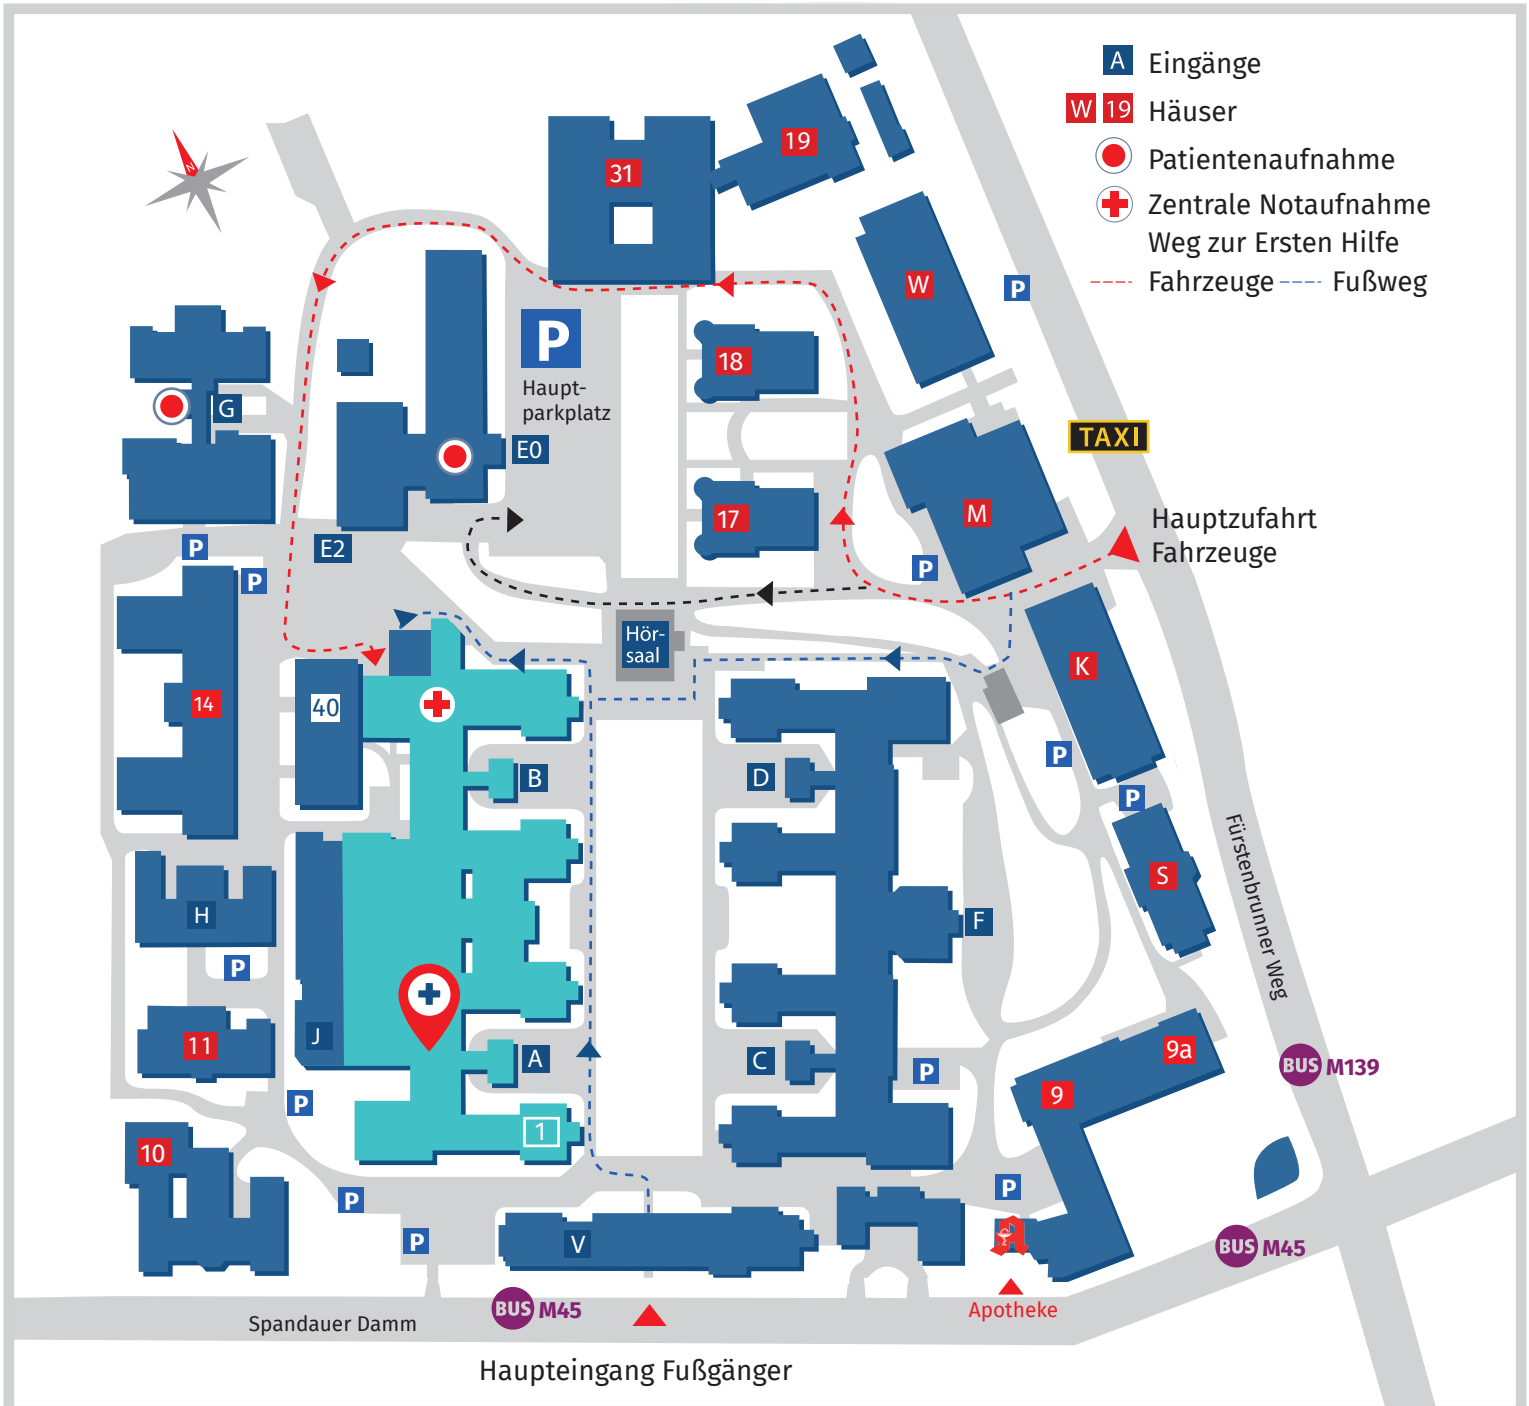 A Eingänge
W 19 Häuser
Patientenaufnahme
Zentrale Notaufnahme
Weg zur Ersten Hilfe
Fahrzeuge
Fußweg
N
31
19
W
P
18
P
Haupt-
parkplatz
G
E0
E2
17
M
P
TAXI
Hauptzufahrt
Fahrzeuge
P
P
Hör-
saal
K
14
40
B
D
P
P
S
Fürstenbrunner Weg
H
F
P
J
11
A
C
P
9a
9
BUS M139
P
1
10
P
P
P
V
A
BUS M45
BUS M45
Apotheke
Spandauer Damm
Haupteingang Fußgänger